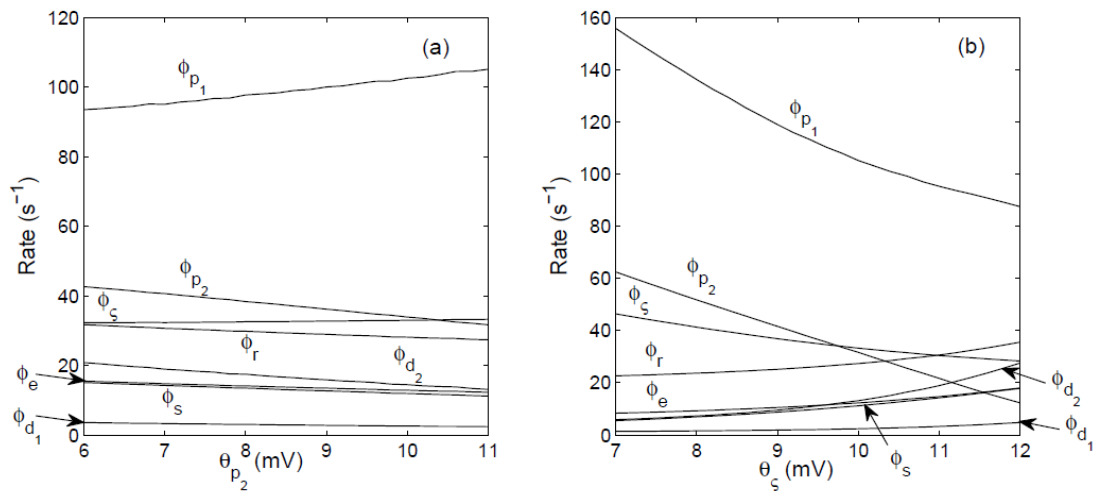 (a)
120
100
80
60
40
20
0
Rate (s⁻¹)
ϕp₁
ϕp₂
ϕς
ϕr
ϕd₂
ϕe
ϕs
ϕd₁
6 7 8 9 10 11
θp₂ (mV)
(b)
160
140
120
100
80
60
40
20
0
Rate (s⁻¹)
ϕp₁
ϕp₂
ϕς
ϕr
ϕe
ϕd₂
ϕd₁
ϕs
7 8 9 10 11 12
θς (mV)